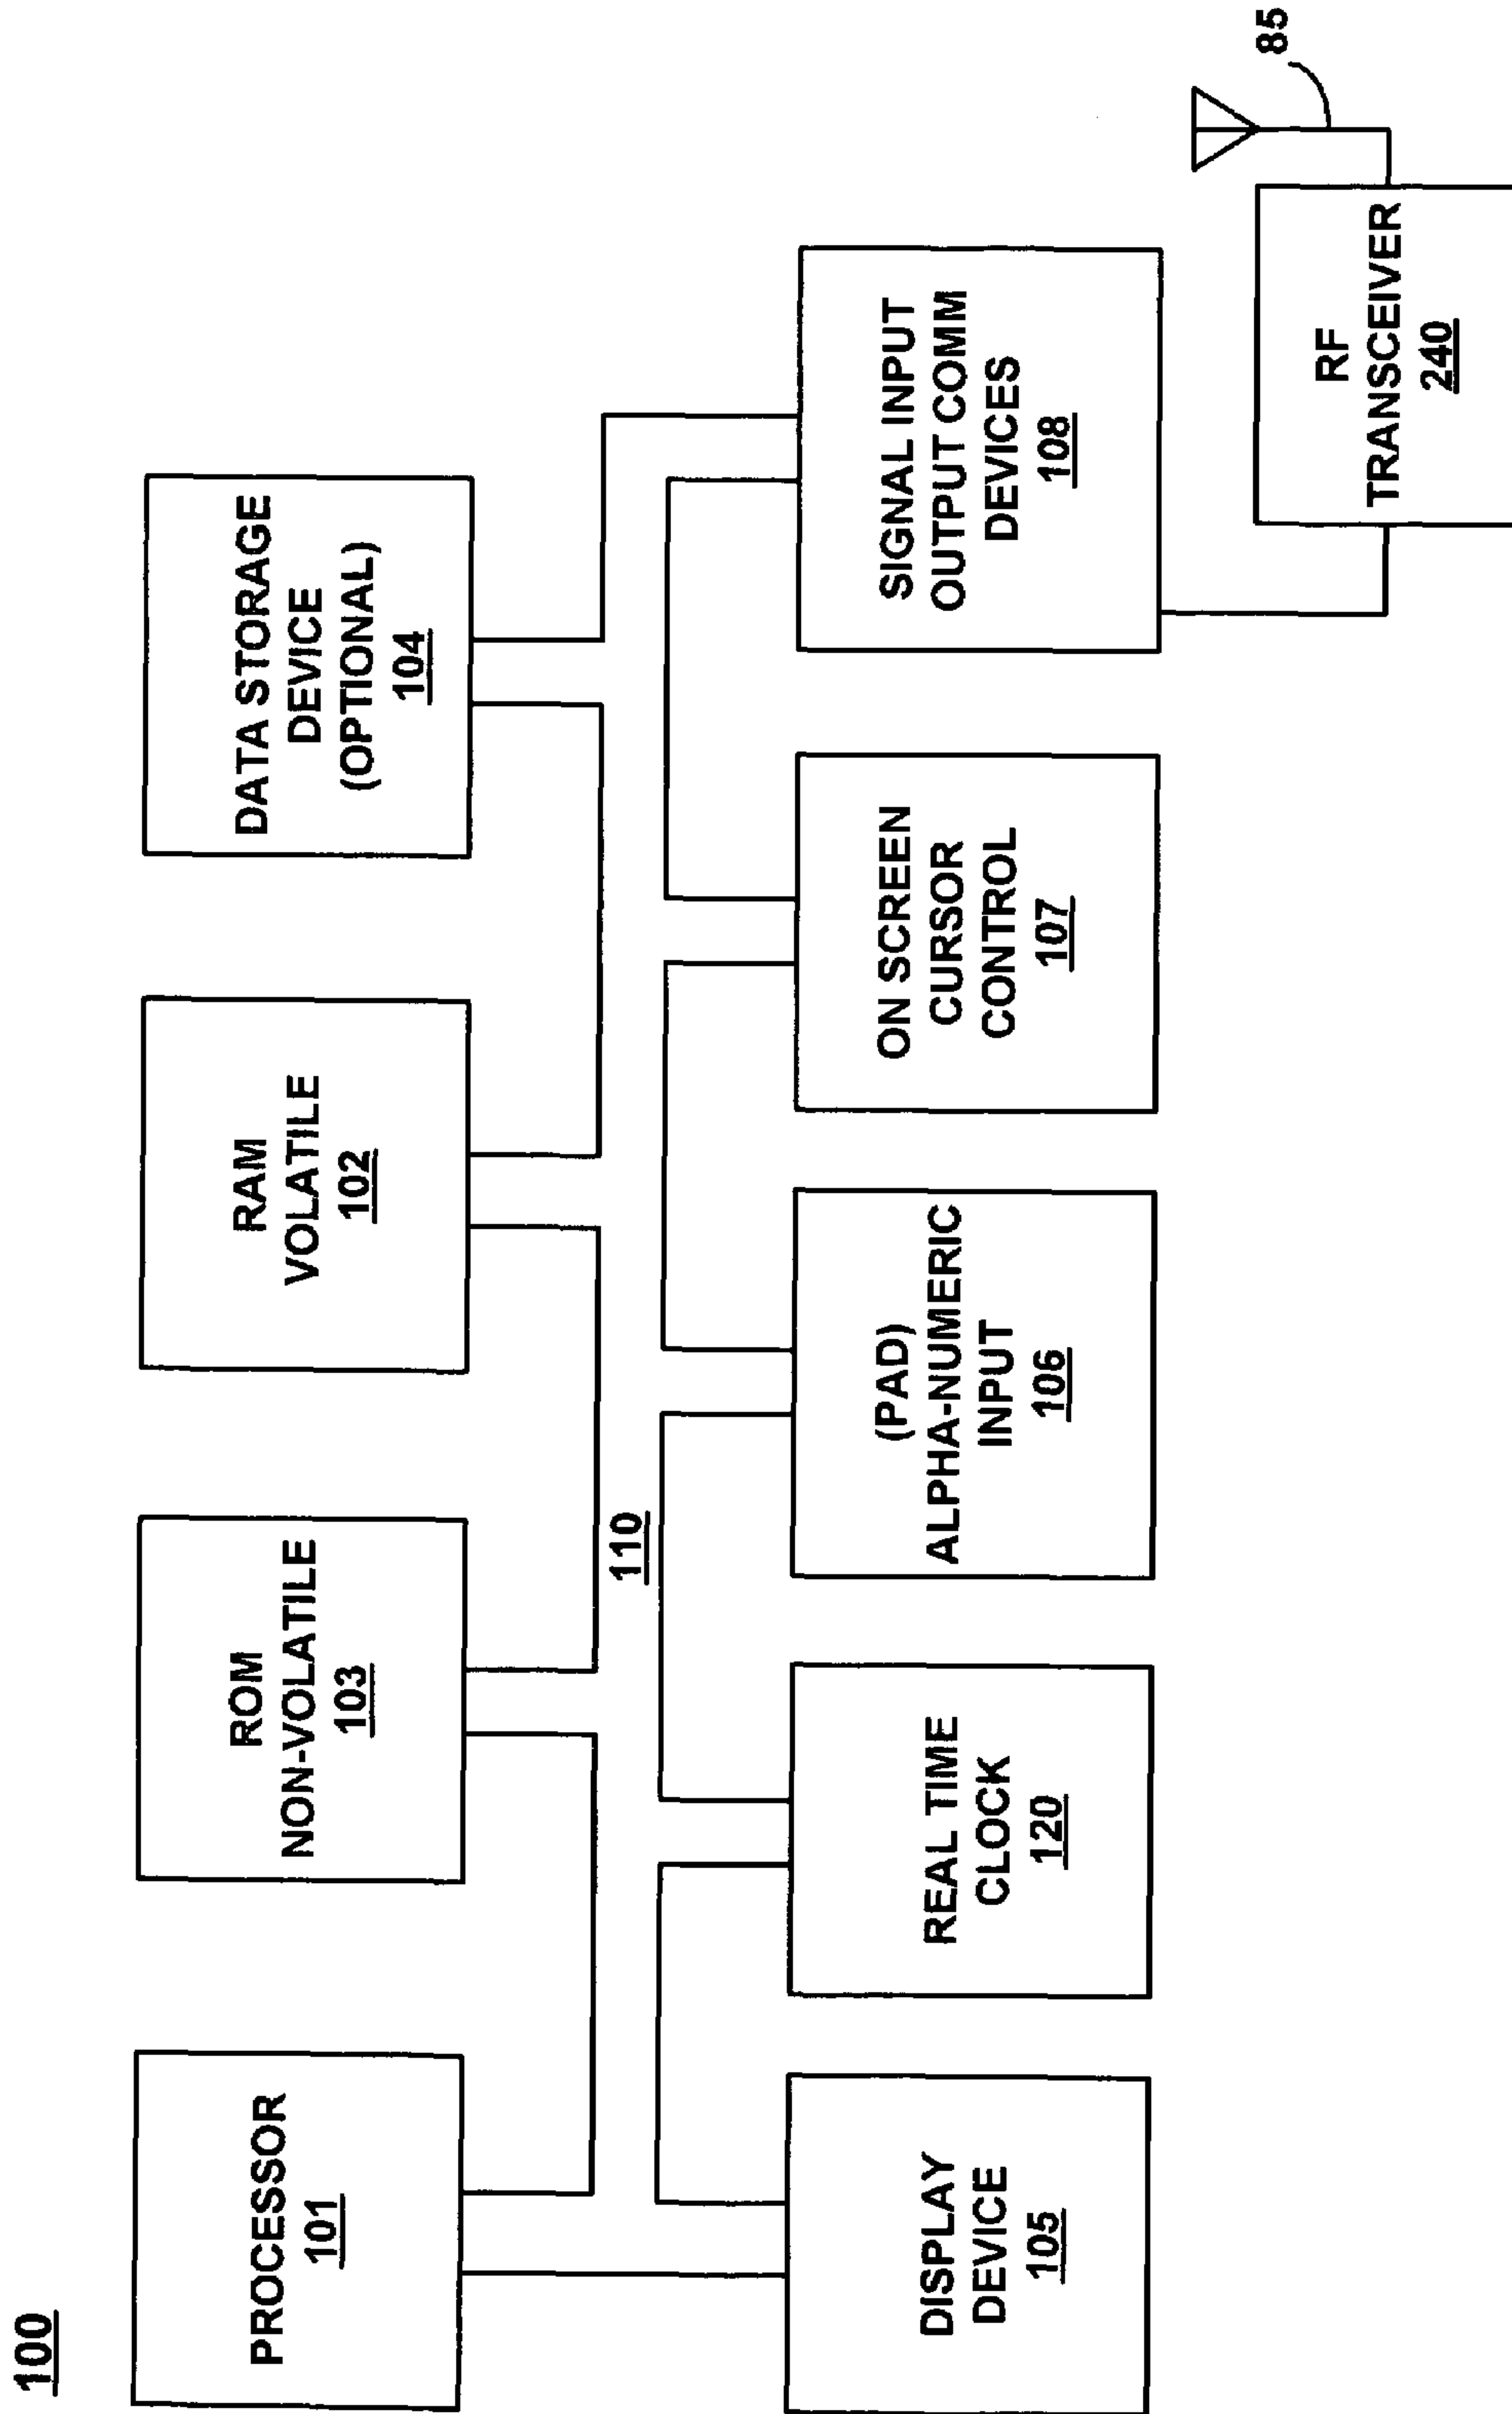 100
PROCESSOR
101
ROM
NON-VOLATILE
103
RAM
VOLATILE
102
DATA STORAGE
DEVICE
(OPTIONAL)
104
110
DISPLAY
DEVICE
105
REAL TIME
CLOCK
120
(PAD)
ALPHA-NUMERIC
INPUT
106
ON SCREEN
CURSOR
CONTROL
107
SIGNAL INPUT
OUTPUT COMM
DEVICES
108
RF
TRANSCEIVER
240
85